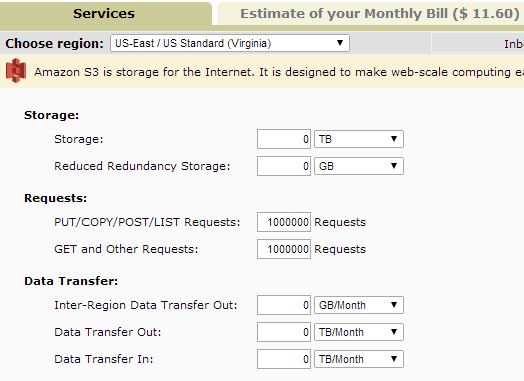 Services Estimate of your Monthly Bill ($ 11.60)
Choose region: US-East / US Standard (Virginia) Inb
Amazon S3 is storage for the Internet. It is designed to make web-scale computing ea
Storage:
Storage: 0 TB
Reduced Redundancy Storage: 0 GB
Requests:
PUT/COPY/POST/LIST Requests: 1000000 Requests
GET and Other Requests: 1000000 Requests
Data Transfer:
Inter-Region Data Transfer Out: 0 GB/Month
Data Transfer Out: 0 TB/Month
Data Transfer In: 0 TB/Month